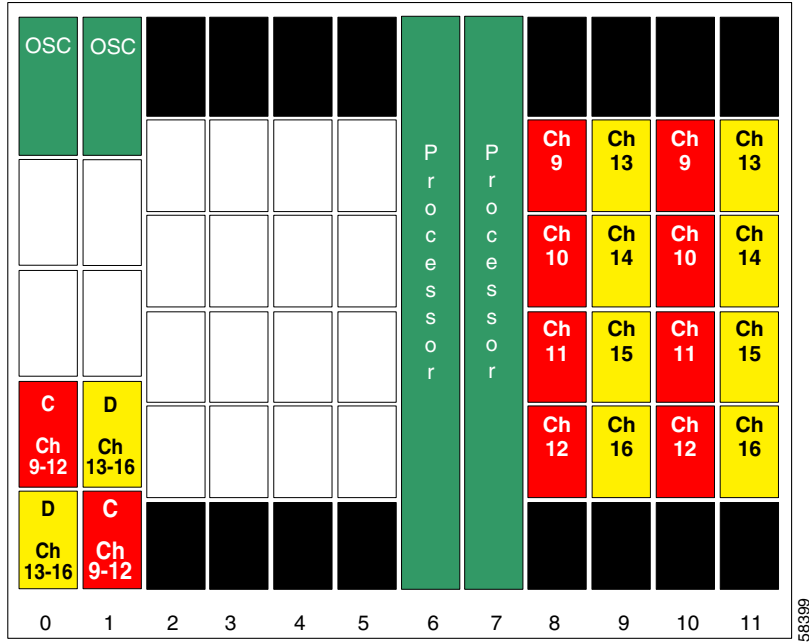 OSC OSC
Processor
Processor
Ch
9
Ch
13
Ch
9
Ch
13
Ch
10
Ch
14
Ch
10
Ch
14
Ch
11
Ch
15
Ch
11
Ch
15
Ch
12
Ch
16
Ch
12
Ch
16
C
Ch
9-12
D
Ch
13-16
D
Ch
13-16
C
Ch
9-12
0 1 2 3 4 5 6 7 8 9 10 11
58399